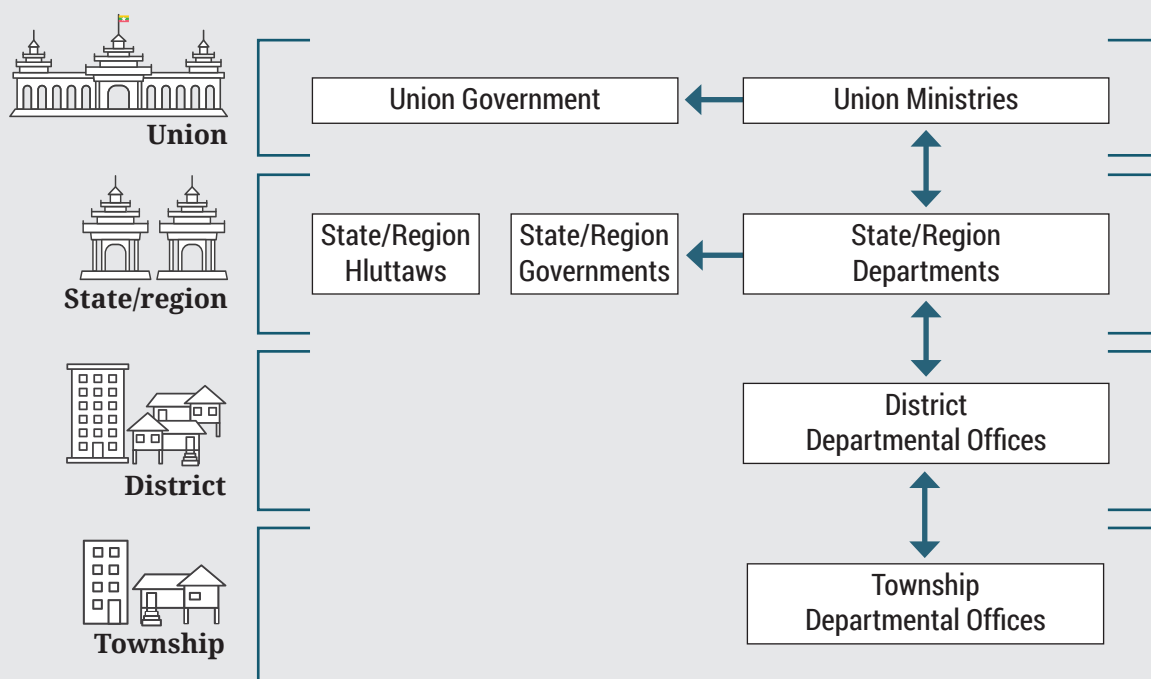 Union
Union Government
Union Ministries
State/region
State/Region
Hluttaws
State/Region
Governments
State/Region
Departments
District
District
Departmental Offices
Township
Township
Departmental Offices